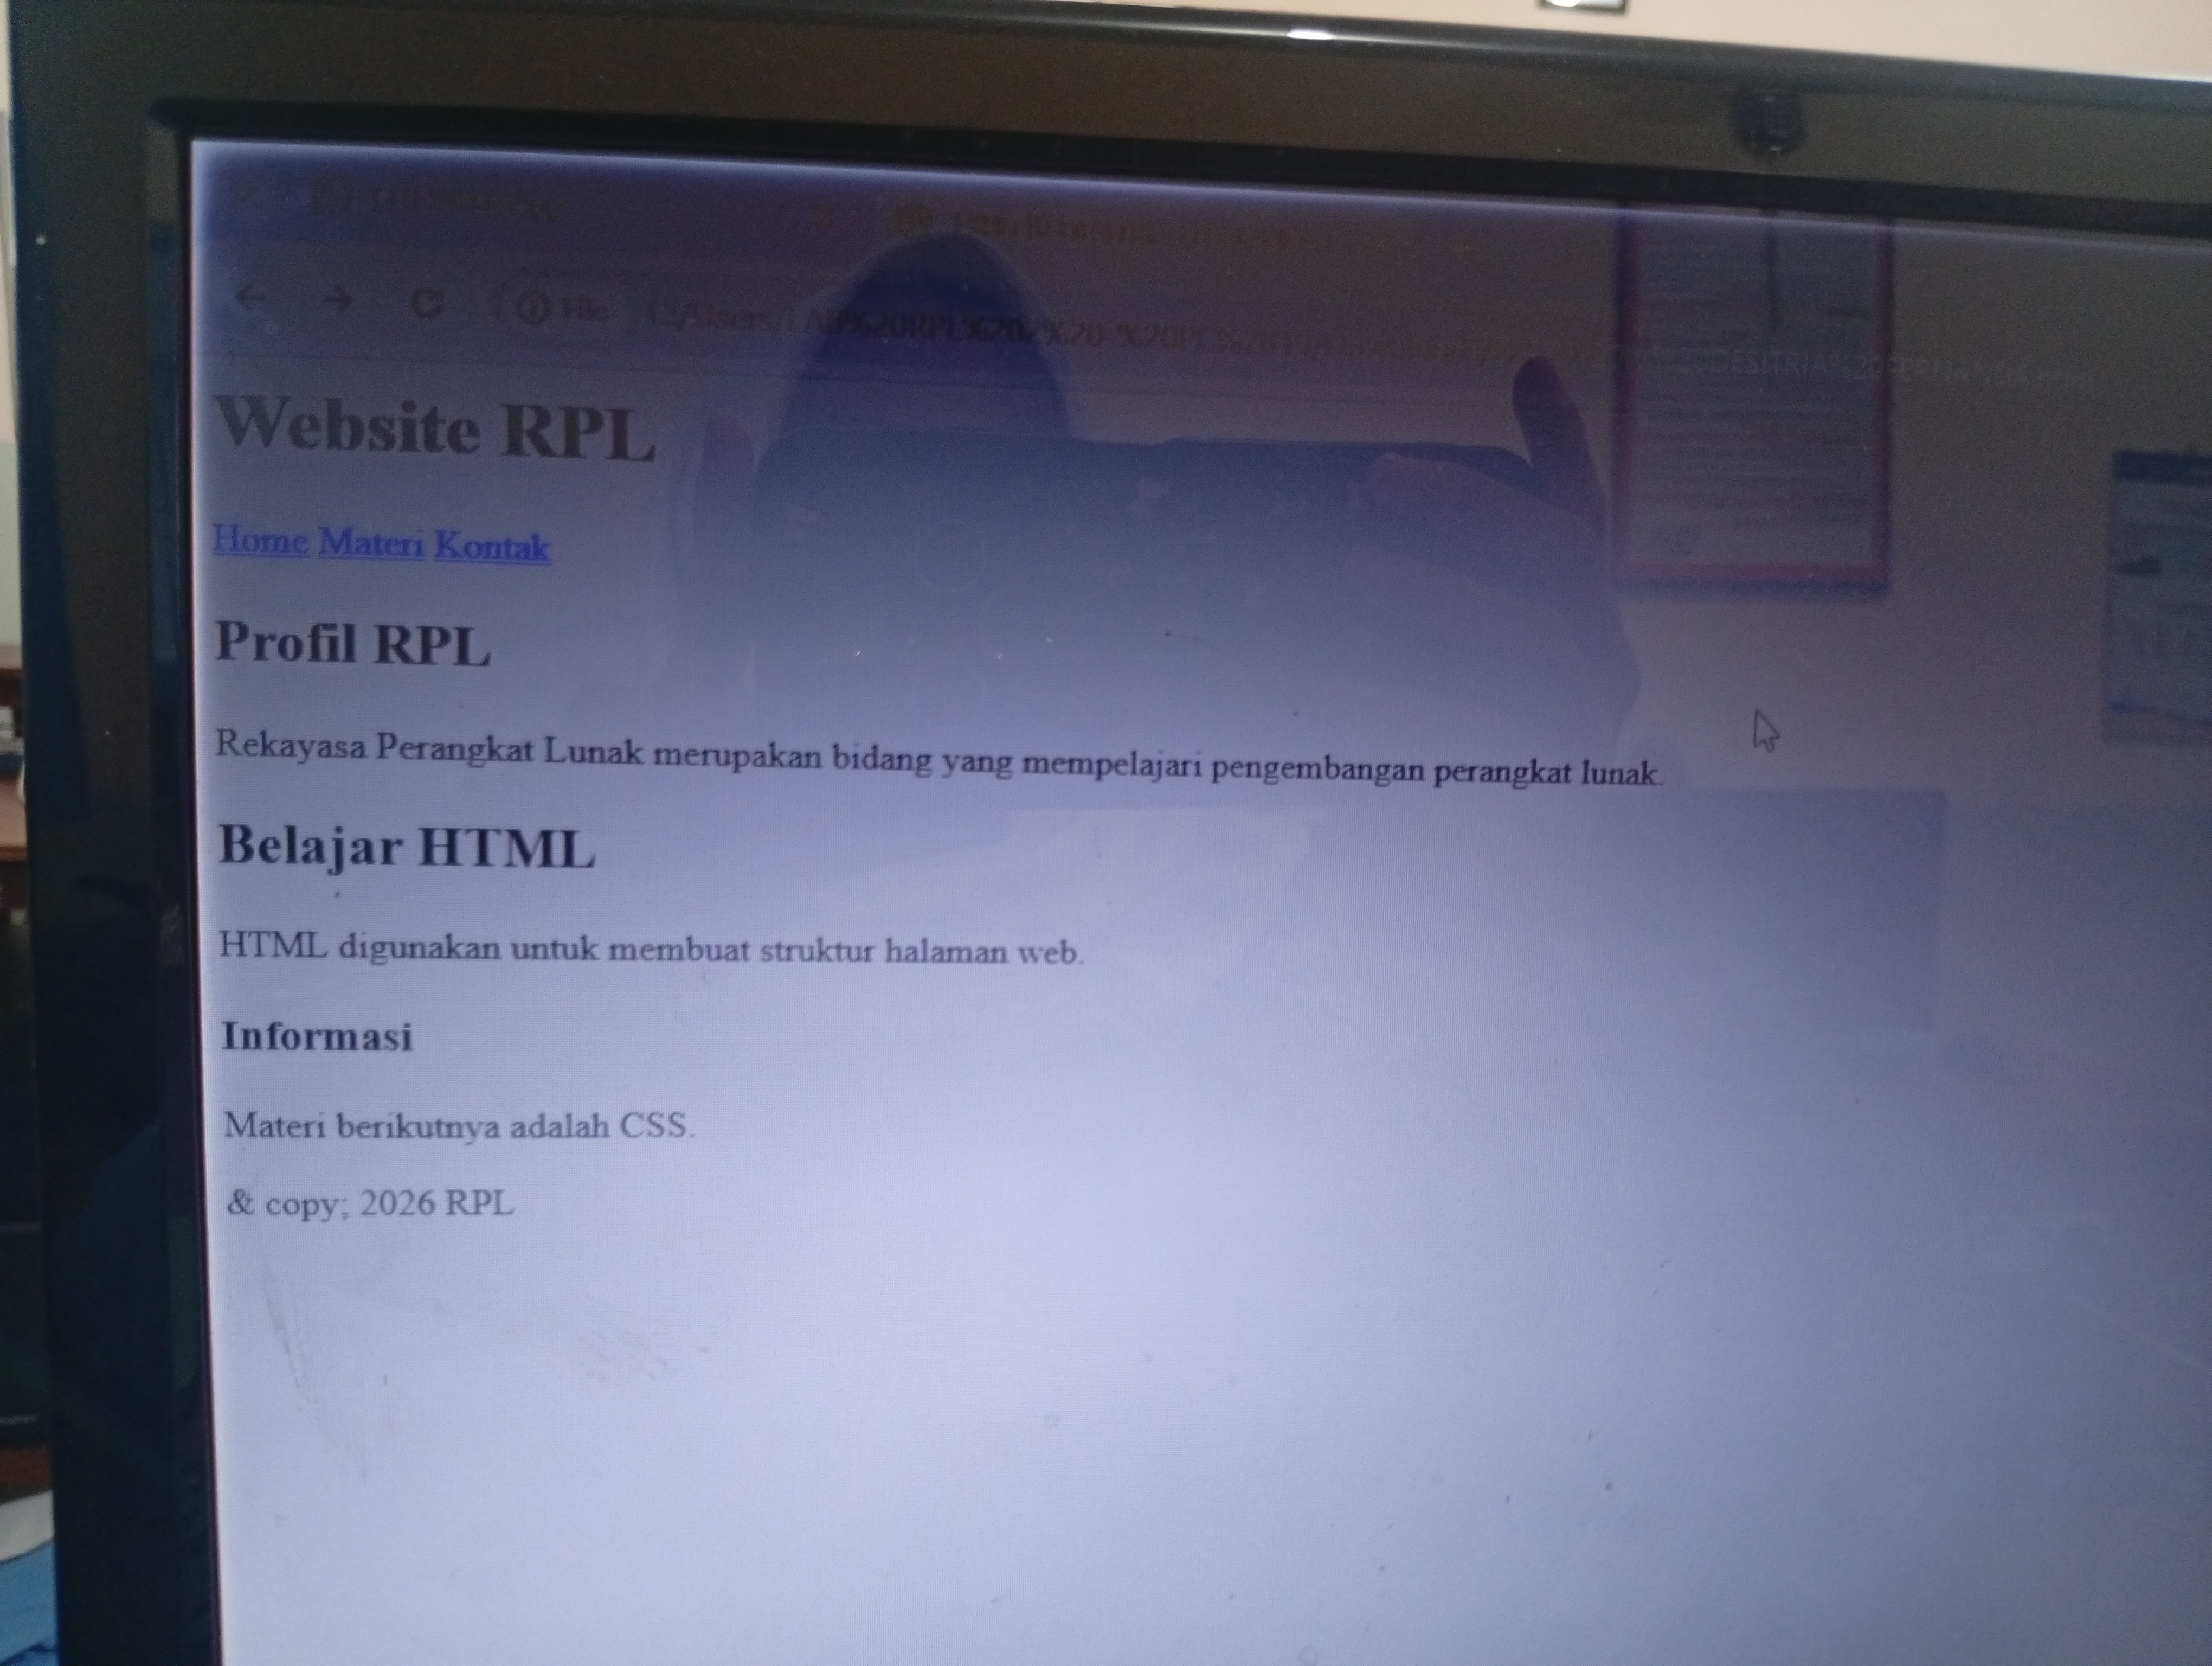 File
Website RPL
Home Materi Kontak
Profil RPL
Rekayasa Perangkat Lunak merupakan bidang yang mempelajari pengembangan perangkat lunak.
Belajar HTML
HTML digunakan untuk membuat struktur halaman web.
Informasi
Materi berikutnya adalah CSS.
& copy; 2026 RPL